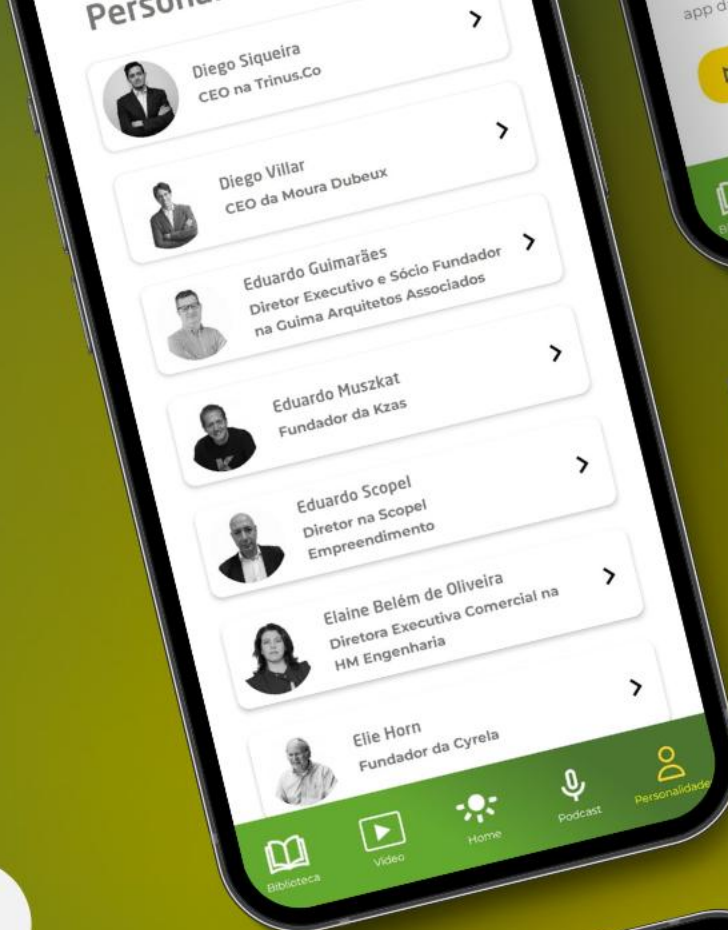 Diego Siqueira
CEO na Trinus.Co
Diego Villar
CEO da Moura Dubeux
Eduardo Guimarães
Diretor Executivo e Sócio Fundador
na Guima Arquitetos Associados
Eduardo Muszkat
Fundador da Kzas
Eduardo Scopel
Diretor na Scopel
Empreendimento
Elaine Belém de Oliveira
Diretora Executiva Comercial na
HM Engenharia
Elie Horn
Fundador da Cyrela
Biblioteca
Vídeo
Home
Podcast
Personalidade
app